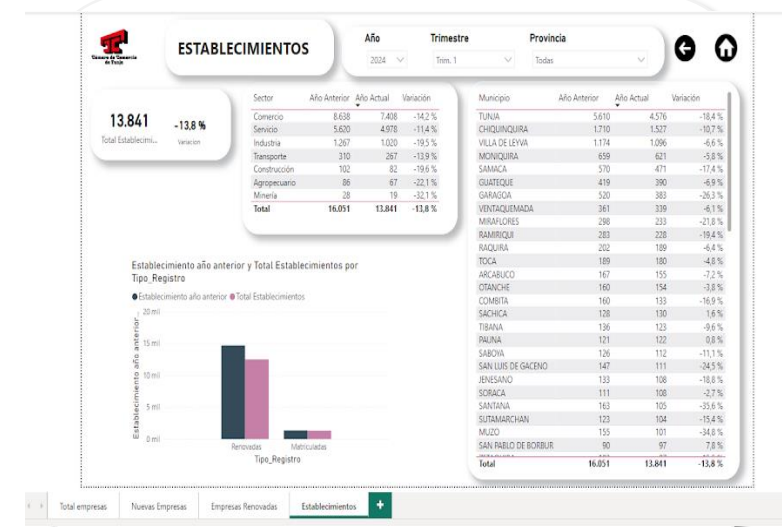 Cámara de Comercio
de Tunja
ESTABLECIMIENTOS
Año Trimestre Provincia
2024 Trim. 1 Todas
13.841 -13,8 %
Total Establecimi... Variacion
Sector Año Anterior Año Actual Variación
Comercio 8.638 7.408 -14,2 %
Servicio 5.620 4.978 -11,4 %
Industria 1.267 1.020 -19,5 %
Transporte 310 267 -13,9 %
Construcción 102 82 -19,6 %
Agropecuario 86 67 -22,1 %
Minería 28 19 -32,1 %
Total 16.051 13.841 -13,8 %
Municipio Año Anterior Año Actual Variación
TUNJA 5.610 4.576 -18,4 %
CHIQUINQUIRA 1.710 1.527 -10,7 %
VILLA DE LEYVA 1.174 1.096 -6,6 %
MONIQUIRA 659 621 -5,8 %
SAMACA 570 471 -17,4 %
GUATEQUE 419 390 -6,9 %
GARAGOA 520 383 -26,3 %
VENTAQUEMADA 361 339 -6,1 %
MIRAFLORES 298 233 -21,8 %
RAMIRIQUI 283 228 -19,4 %
RAQUIRA 202 189 -6,4 %
TOCA 189 180 -4,8 %
ARCABUCO 167 155 -7,2 %
OTANCHE 160 154 -3,8 %
COMBITA 160 133 -16,9 %
SACHICA 128 130 1,6 %
TIBANA 136 123 -9,6 %
PAUNA 121 122 0,8 %
SABOYA 126 112 -11,1 %
SAN LUIS DE GACENO 147 111 -24,5 %
JENESANO 133 108 -18,8 %
SORACA 111 108 -2,7 %
SANTANA 163 105 -35,6 %
SUTAMARCHAN 123 104 -15,4 %
MUZO 155 101 -34,8 %
SAN PABLO DE BORBUR 90 97 7,8 %
Total 16.051 13.841 -13,8 %
Establecimiento año anterior y Total Establecimientos por
Tipo_Registro
Establecimiento año anterior Total Establecimientos
Establecimiento año anterior...
20 mil
15 mil
10 mil
5 mil
0 mil
Renovadas Matriculadas
Tipo_Registro
Total empresas Nuevas Empresas Empresas Renovadas Establecimientos +